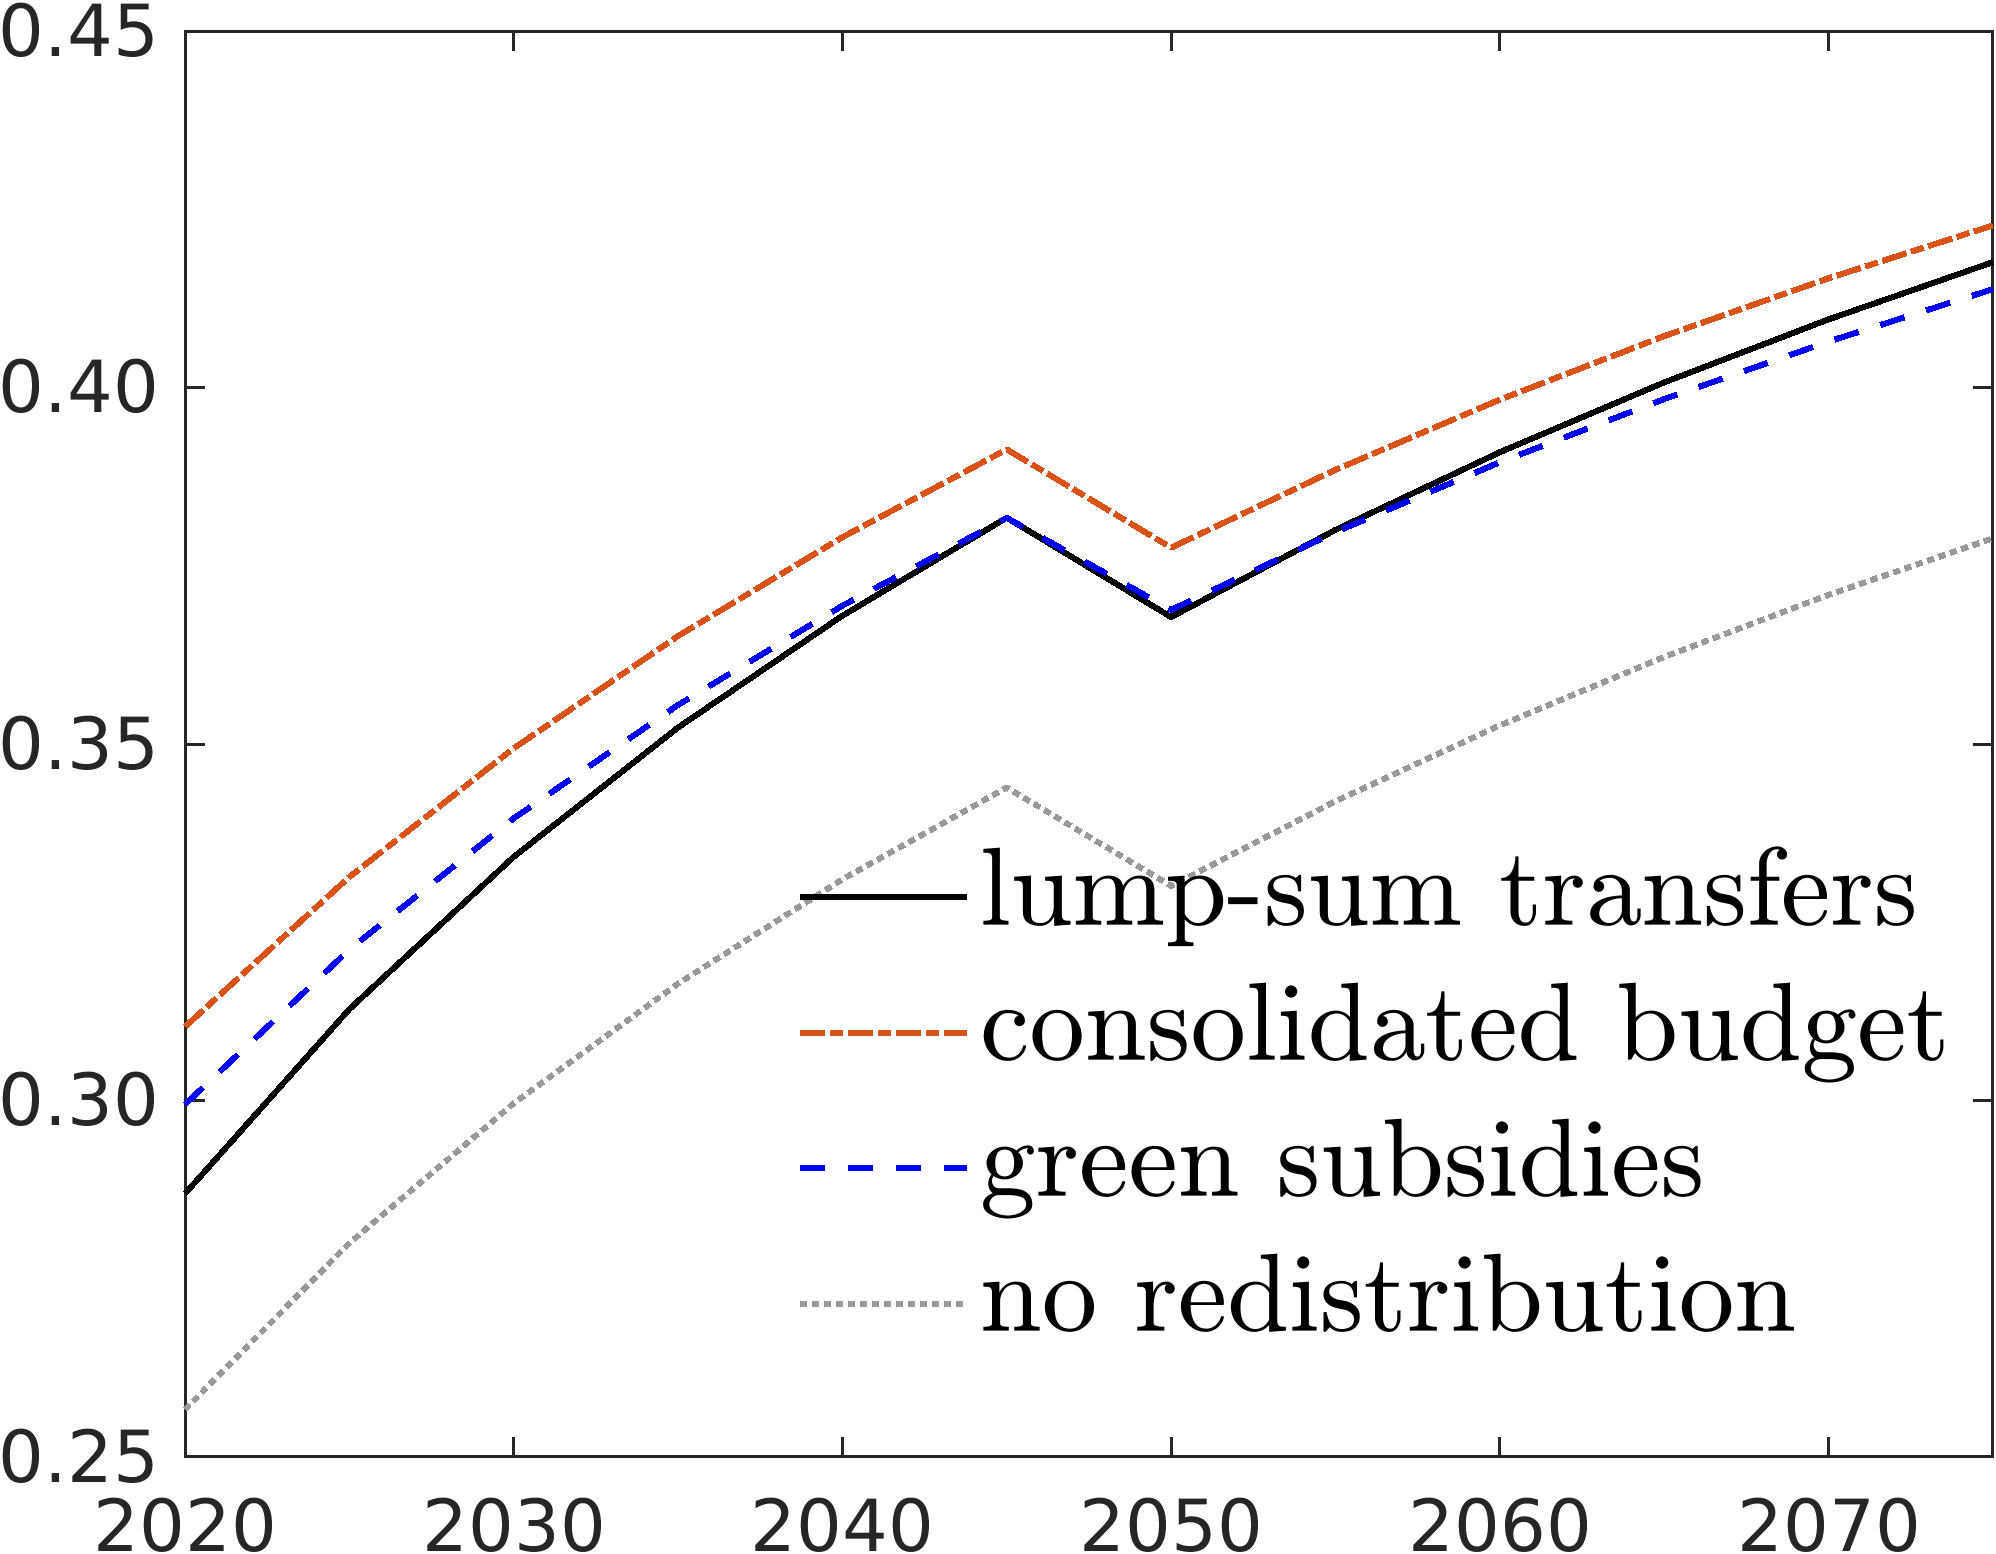 0.45
0.40
0.35
0.30
0.25
2020 2030 2040 2050 2060 2070
lump-sum transfers
consolidated budget
green subsidies
no redistribution